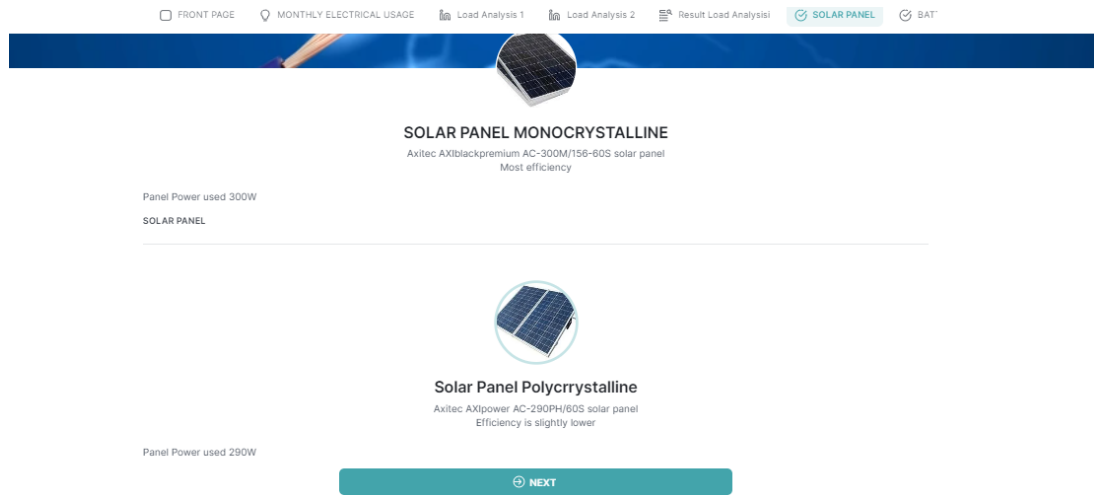 FRONT PAGE
MONTHLY ELECTRICAL USAGE
Load Analysis 1
Load Analysis 2
Result Load Analysisi
SOLAR PANEL
BAT
SOLAR PANEL MONOCRYSTALLINE
Axitec AXIblackpremium AC-300M/156-60S solar panel
Most efficiency
Panel Power used 300W
SOLAR PANEL
Solar Panel Polycrrystalline
Axitec AXIpower AC-290PH/60S solar panel
Efficiency is slightly lower
Panel Power used 290W
NEXT